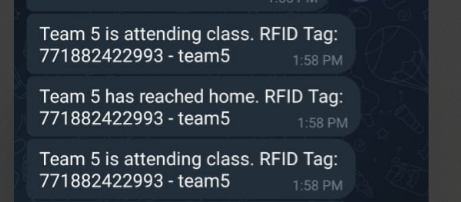 Team 5 is attending class. RFID Tag:
771882422993 - team5
1:58 PM
Team 5 has reached home. RFID Tag:
771882422993 - team5
1:58 PM
Team 5 is attending class. RFID Tag:
771882422993 - team5
1:58 PM